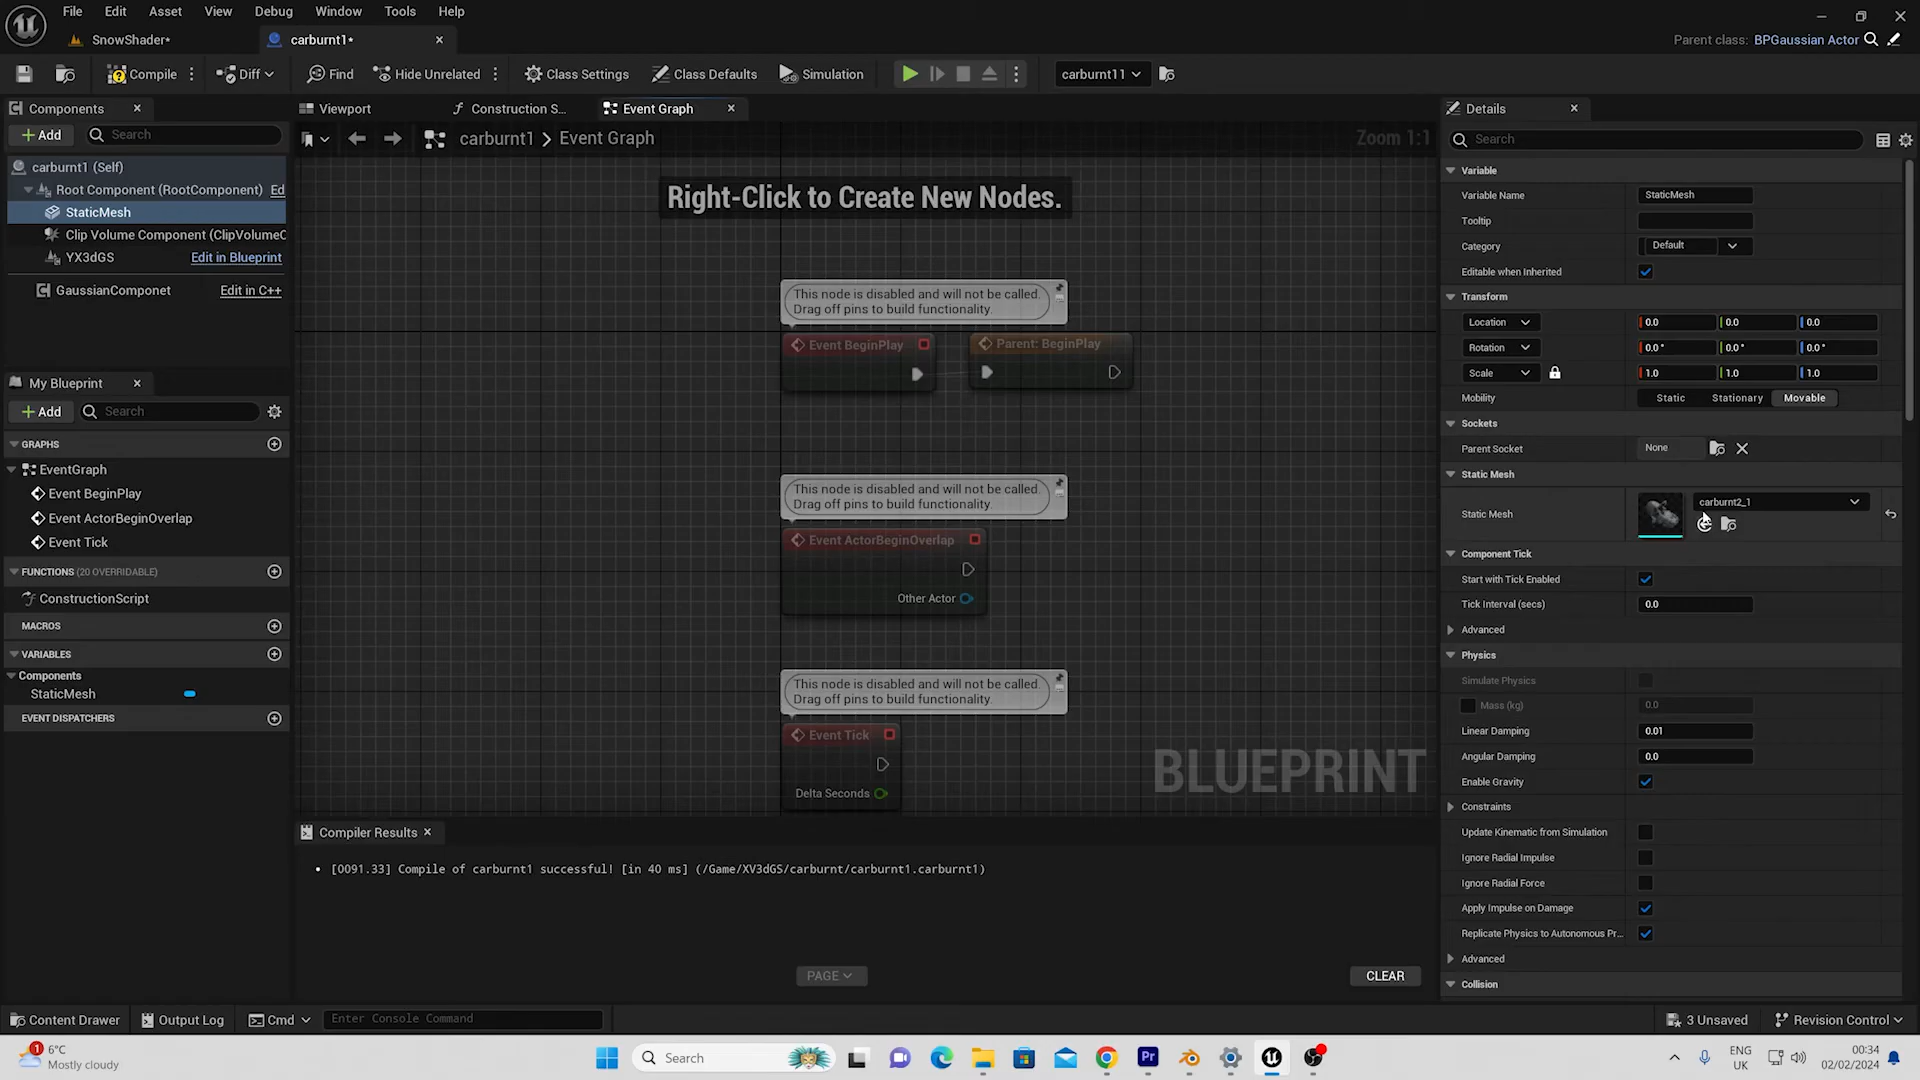 File Edit Asset View Debug Window Tools Help
SnowShader*
carburnt1*
Parent class: BPGaussian Actor
Compile
Diff
Find
Hide Unrelated
Class Settings
Class Defaults
Simulation
carburnt11
Components
Add
Search
carburnt1 (Self)
Root Component (RootComponent) Ed
StaticMesh
Clip Volume Component (ClipVolumeC
YX3dGS Edit in Blueprint
GaussianComponet Edit in C++
My Blueprint
Add
Search
GRAPHS
EventGraph
Event BeginPlay
Event ActorBeginOverlap
Event Tick
FUNCTIONS (20 OVERRIDABLE)
ConstructionScript
MACROS
VARIABLES
Components
StaticMesh
EVENT DISPATCHERS
Viewport
Construction S...
Event Graph
carburnt1 > Event Graph
Zoom 1:1
Right-Click to Create New Nodes.
This node is disabled and will not be called.
Drag off pins to build functionality.
Event BeginPlay
Parent: BeginPlay
This node is disabled and will not be called.
Drag off pins to build functionality.
Event ActorBeginOverlap
Other Actor
This node is disabled and will not be called.
Drag off pins to build functionality.
Event Tick
Delta Seconds
BLUEPRINT
Compiler Results
[0091.33] Compile of carburnt1 successful! [in 40 ms] (/Game/XV3dGS/carburnt/carburnt1.carburnt1)
PAGE
CLEAR
Details
Search
Variable
Variable Name StaticMesh
Tooltip
Category Default
Editable when Inherited
Transform
Location 0.0 0.0 0.0
Rotation 0.0 ° 0.0 ° 0.0 °
Scale 1.0 1.0 1.0
Mobility Static Stationary Movable
Sockets
Parent Socket None
Static Mesh
Static Mesh carburnt2_1
Component Tick
Start with Tick Enabled
Tick Interval (secs) 0.0
Advanced
Physics
Simulate Physics
Mass (kg) 0.0
Linear Damping 0.01
Angular Damping 0.0
Enable Gravity
Constraints
Update Kinematic from Simulation
Ignore Radial Impulse
Ignore Radial Force
Apply Impulse on Damage
Replicate Physics to Autonomous Pr...
Advanced
Collision
Content Drawer
Output Log
Cmd
Enter Console Command
3 Unsaved
Revision Control
1
6°C
Mostly cloudy
Search
Pr
ENG
UK
00:34
02/02/2024